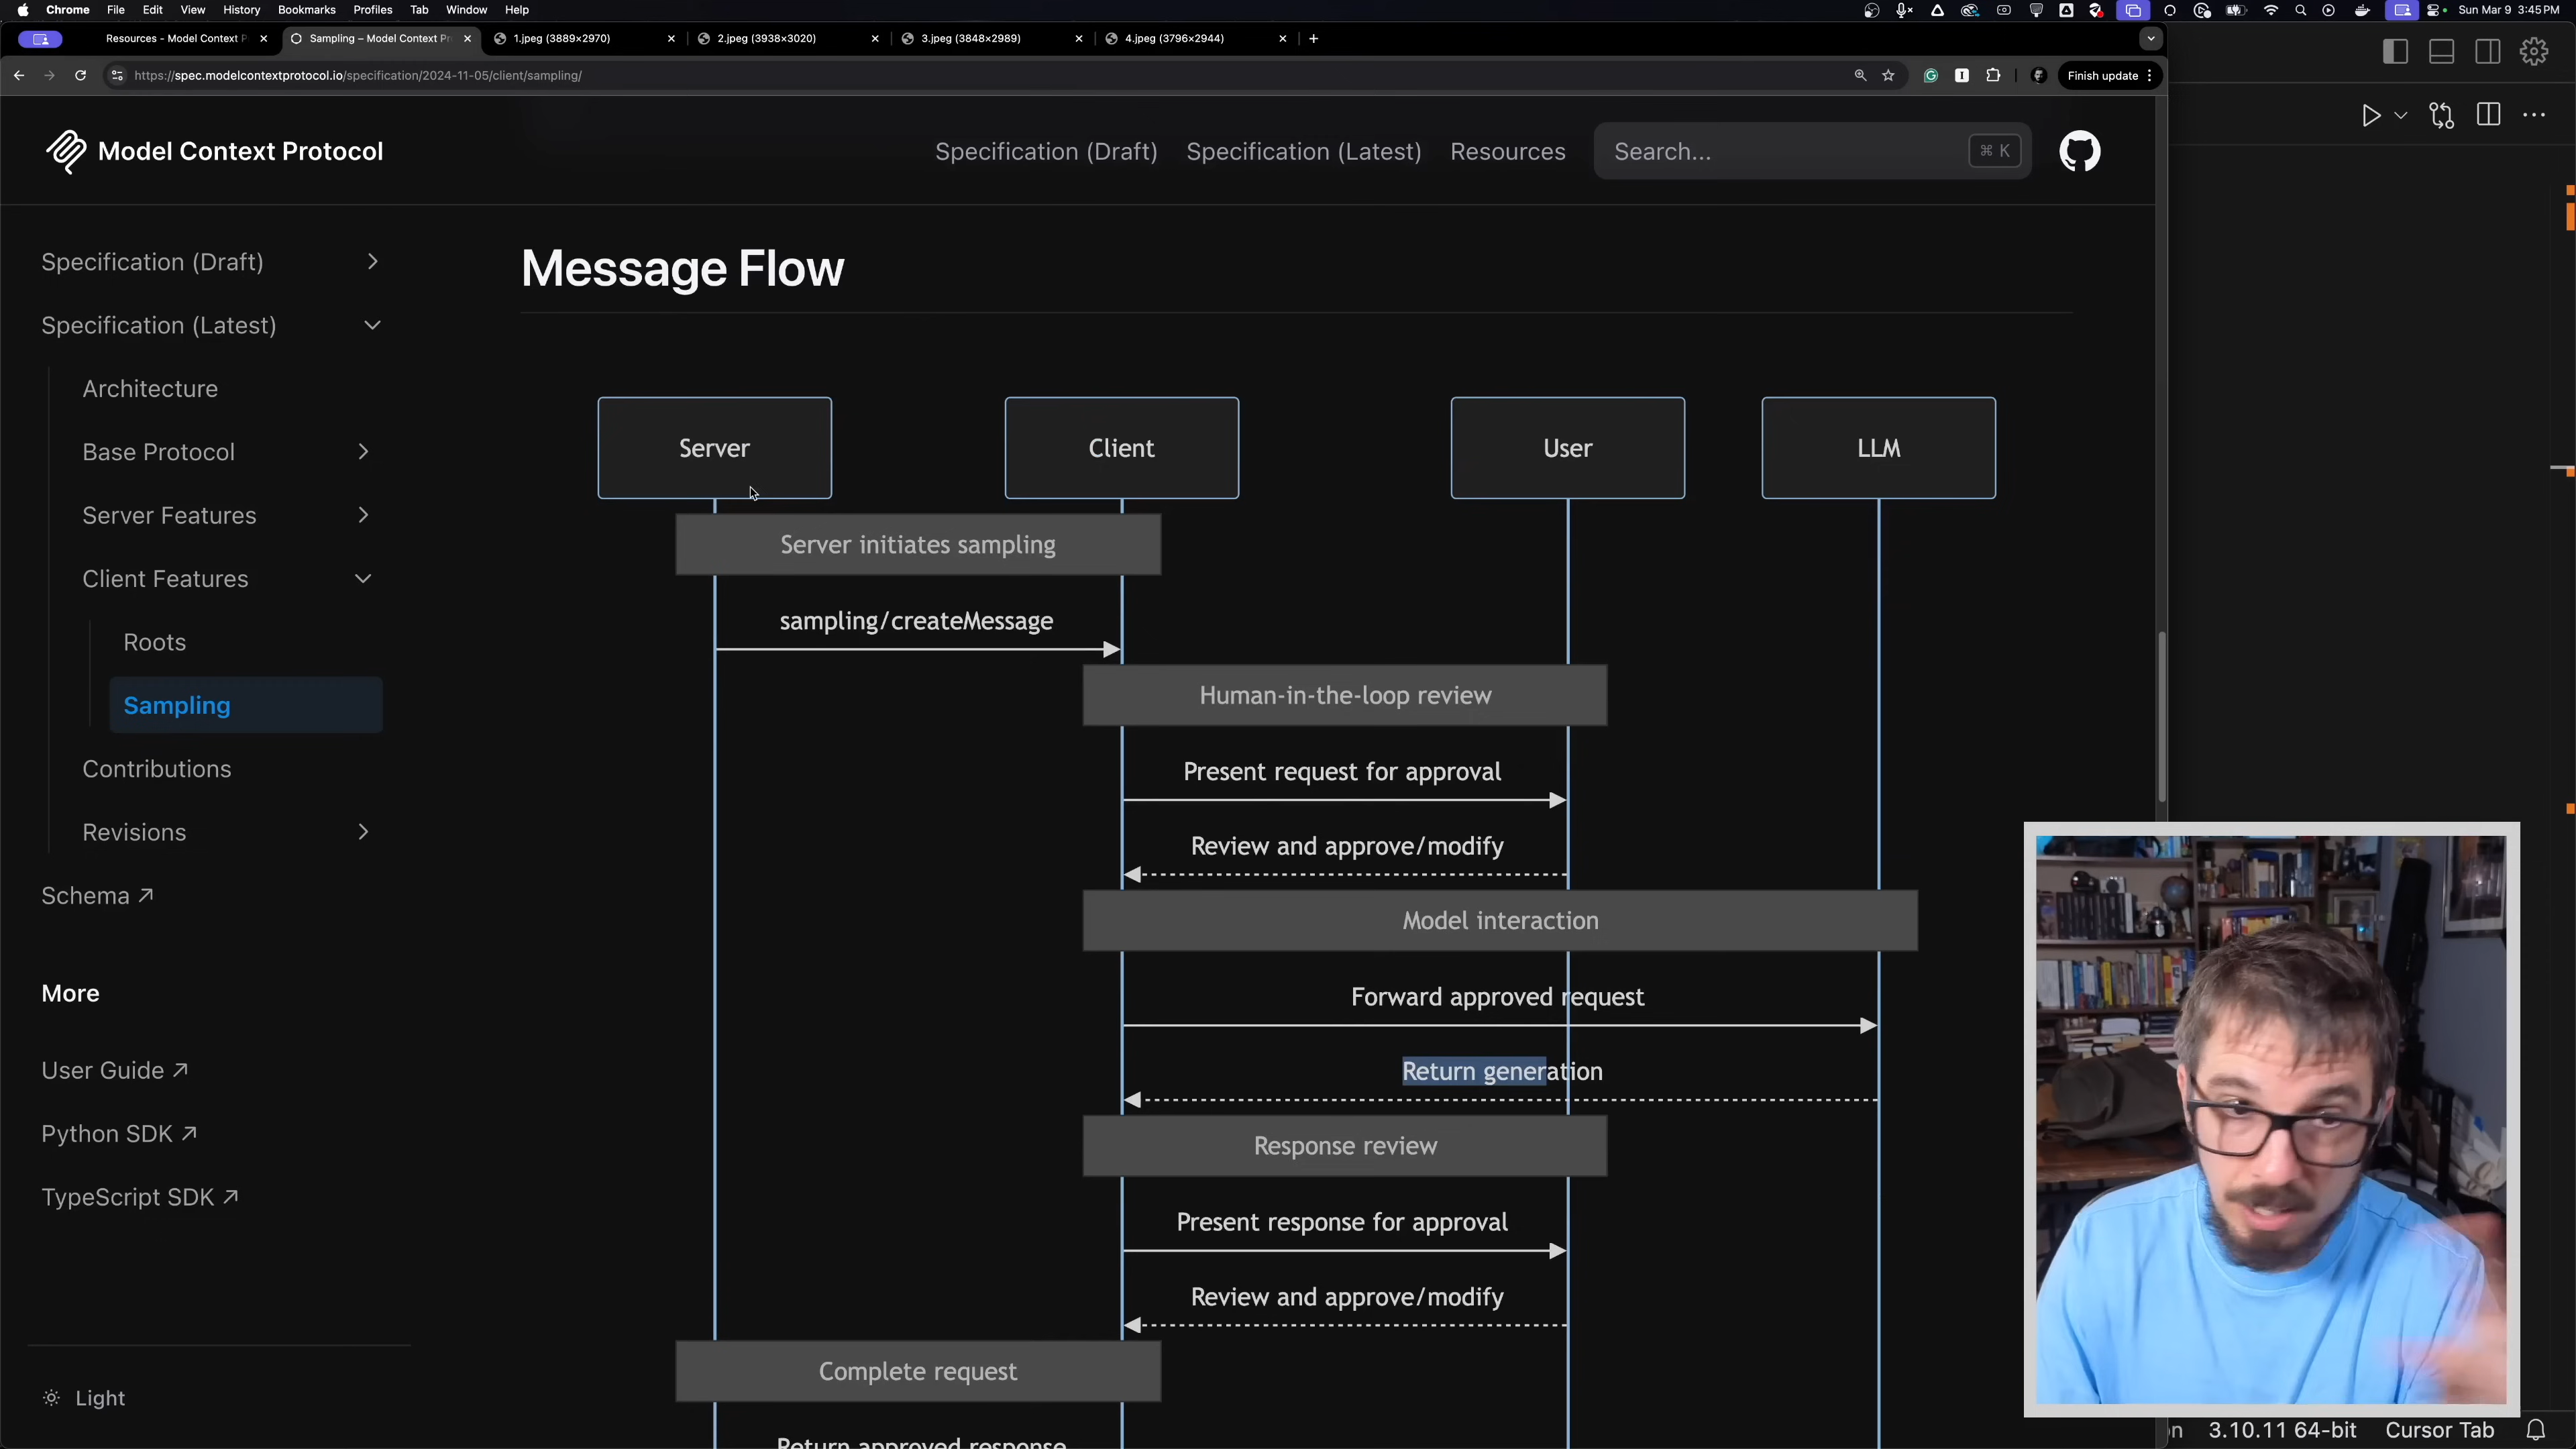 Chrome File Edit View History Bookmarks Profiles Tab Window Help Sun Mar 9 3:45 PM
Resources - Model Context P
Sampling – Model Context Pr
1.jpeg (3889×2970)
2.jpeg (3938×3020)
3.jpeg (3848×2989)
4.jpeg (3796×2944)
https://spec.modelcontextprotocol.io/specification/2024-11-05/client/sampling/
Finish update
Model Context Protocol
Specification (Draft)
Specification (Latest)
Resources
Search...
⌘ K
Specification (Draft)
Specification (Latest)
Architecture
Base Protocol
Server Features
Client Features
Roots
Sampling
Contributions
Revisions
Schema
More
User Guide
Python SDK
TypeScript SDK
Light
Message Flow
Server
Client
User
LLM
Server initiates sampling
sampling/createMessage
Human-in-the-loop review
Present request for approval
Review and approve/modify
Model interaction
Forward approved request
Return generation
Response review
Present response for approval
Review and approve/modify
Complete request
Return approved response
3.10.11 64-bit
Cursor Tab